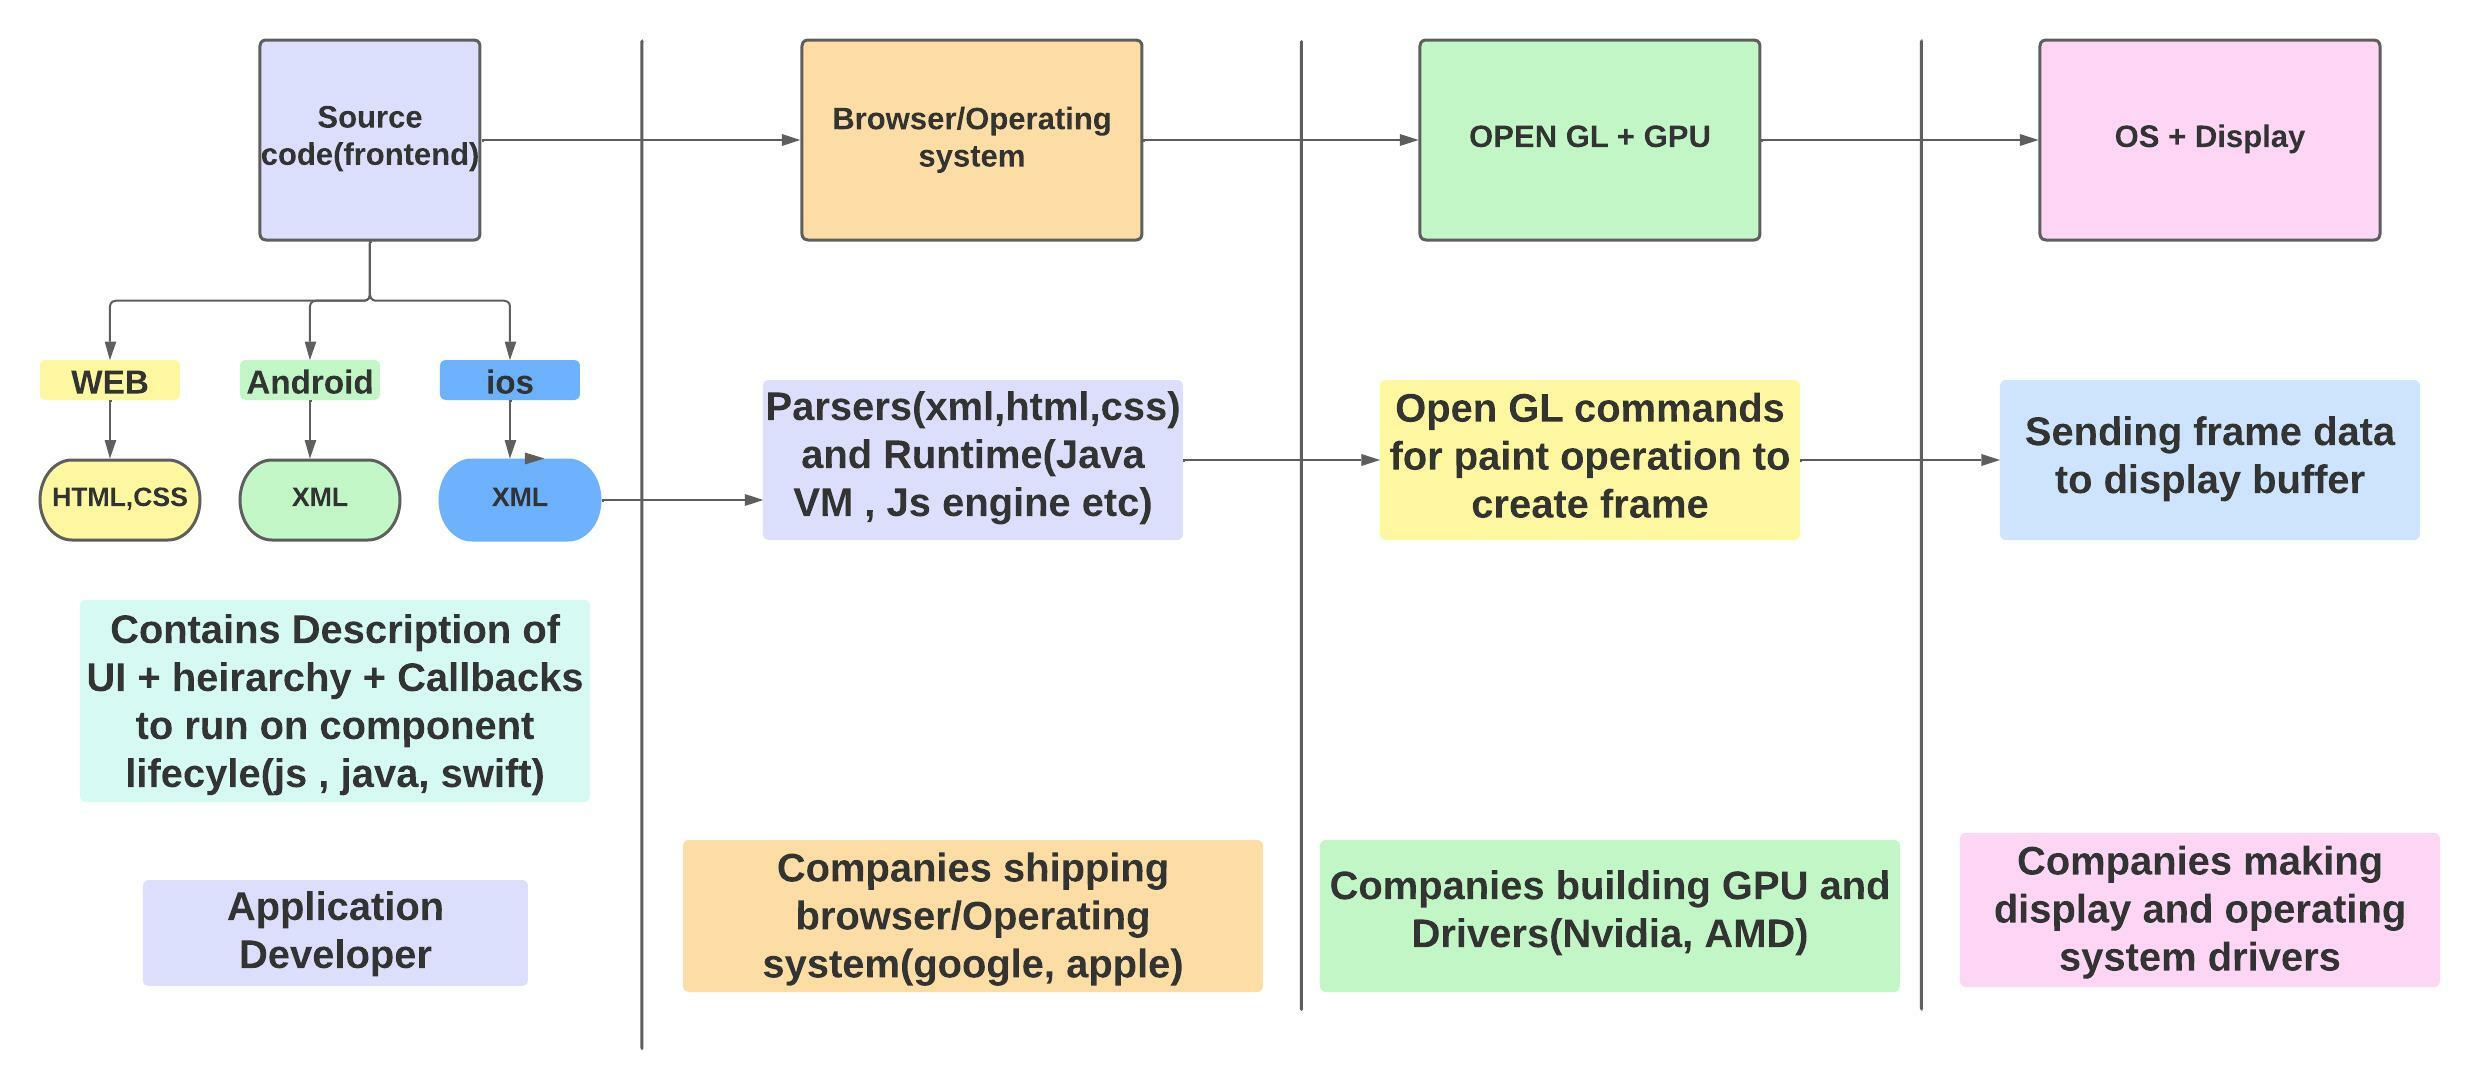 Source
code(frontend)
Browser/Operating
system
OPEN GL + GPU
OS + Display
WEB
Android
ios
HTML,CSS
XML
XML
Parsers(xml,html,css)
and Runtime(Java
VM , Js engine etc)
Open GL commands
for paint operation to
create frame
Sending frame data
to display buffer
Contains Description of
UI + heirarchy + Callbacks
to run on component
lifecyle(js , java, swift)
Application
Developer
Companies shipping
browser/Operating
system(google, apple)
Companies building GPU and
Drivers(Nvidia, AMD)
Companies making
display and operating
system drivers